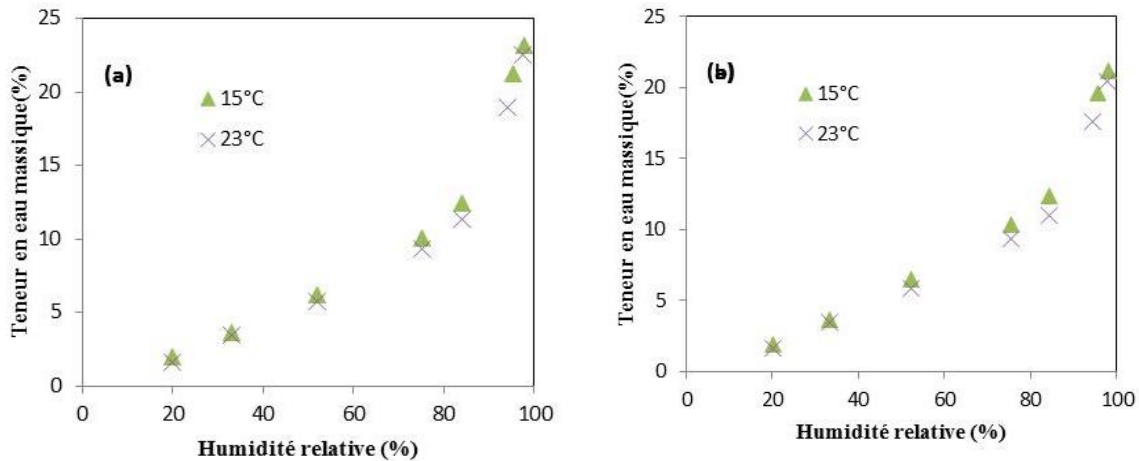 25
20
15
10
5
0
Teneur en eau massique(%)
(a)
15°C
23°C
0 20 40 60 80 100
Humidité relative (%)
25
20
15
10
5
0
Teneur en eau massique(%)
(b)
15°C
23°C
0 20 40 60 80 100
Humidité relative (%)